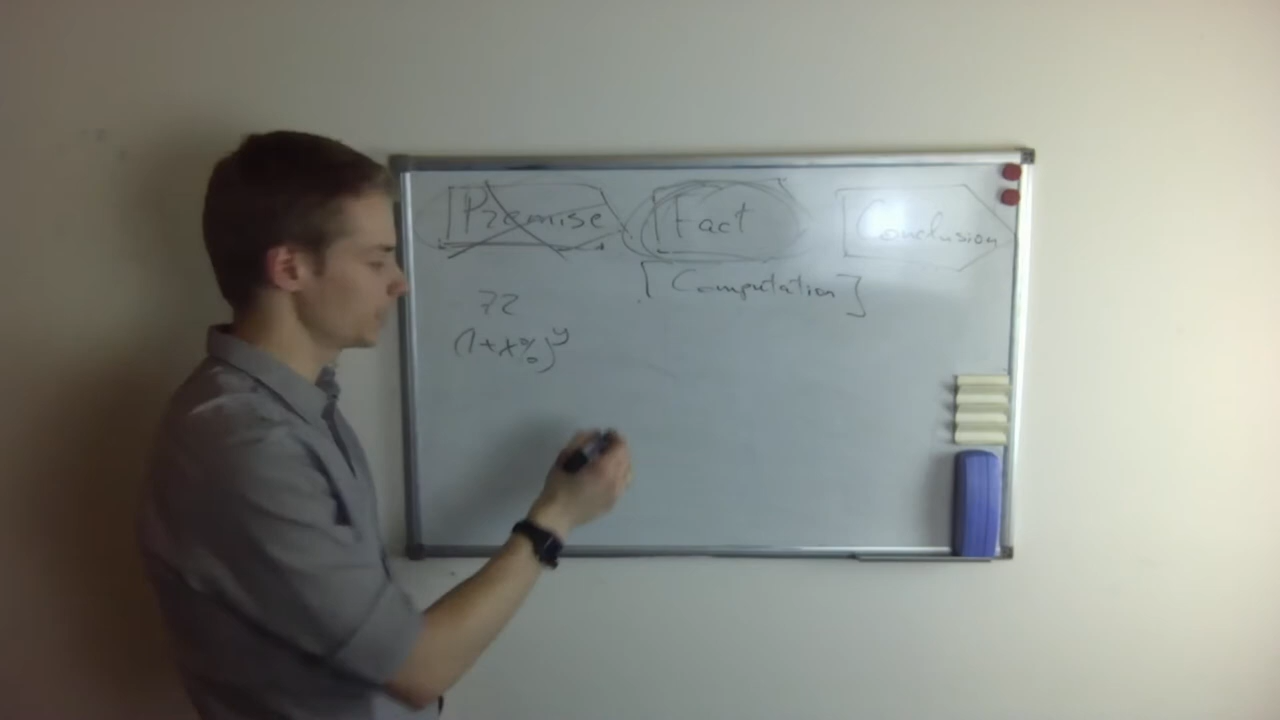 Premise Fact Conclusion
[Computation]
72
(1+x%)^y